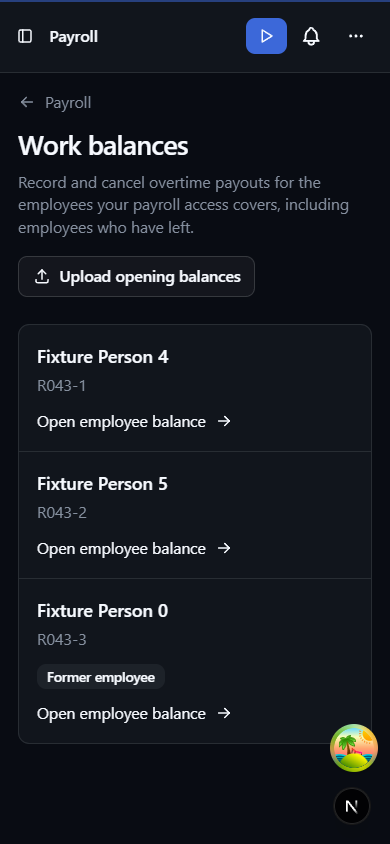 Payroll
Payroll
Work balances
Record and cancel overtime payouts for the
employees your payroll access covers, including
employees who have left.
Upload opening balances
Fixture Person 4
R043-1
Open employee balance
Fixture Person 5
R043-2
Open employee balance
Fixture Person 0
R043-3
Former employee
Open employee balance
N